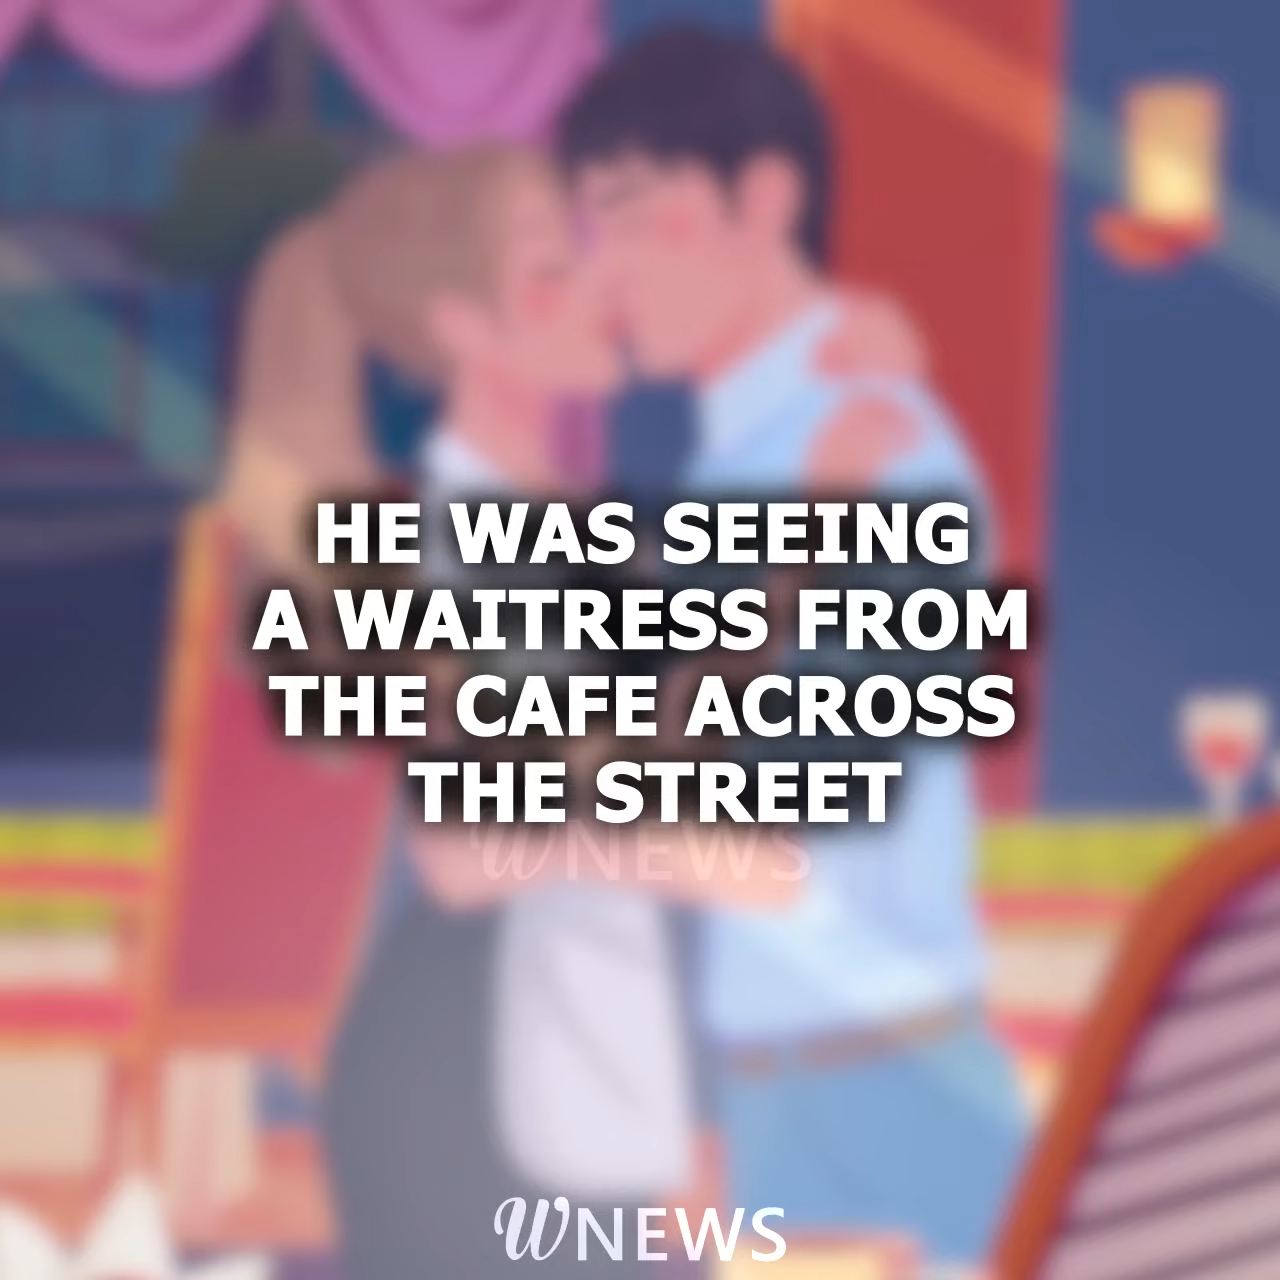 HE WAS SEEING
A WAITRESS FROM
THE CAFE ACROSS
THE STREET
WNEWS
WNEWS